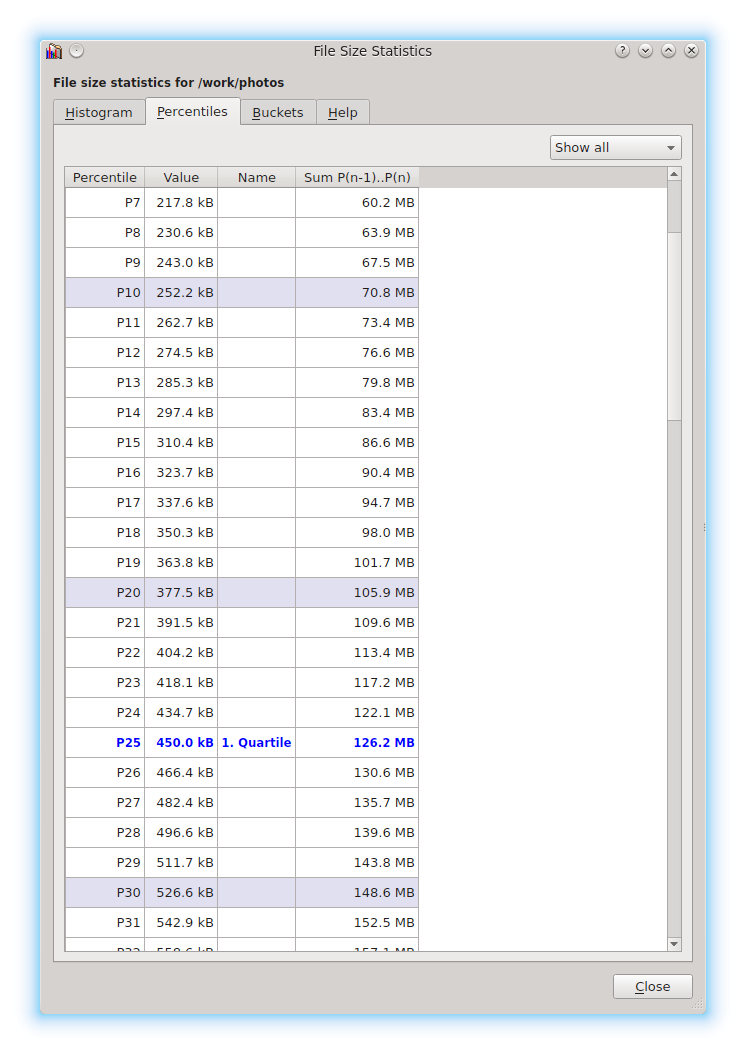 File Size Statistics
File size statistics for /work/photos
Histogram Percentiles Buckets Help
Show all
Percentile Value Name Sum P(n-1)..P(n)
P7 217.8 kB 60.2 MB
P8 230.6 kB 63.9 MB
P9 243.0 kB 67.5 MB
P10 252.2 kB 70.8 MB
P11 262.7 kB 73.4 MB
P12 274.5 kB 76.6 MB
P13 285.3 kB 79.8 MB
P14 297.4 kB 83.4 MB
P15 310.4 kB 86.6 MB
P16 323.7 kB 90.4 MB
P17 337.6 kB 94.7 MB
P18 350.3 kB 98.0 MB
P19 363.8 kB 101.7 MB
P20 377.5 kB 105.9 MB
P21 391.5 kB 109.6 MB
P22 404.2 kB 113.4 MB
P23 418.1 kB 117.2 MB
P24 434.7 kB 122.1 MB
P25 450.0 kB 1. Quartile 126.2 MB
P26 466.4 kB 130.6 MB
P27 482.4 kB 135.7 MB
P28 496.6 kB 139.6 MB
P29 511.7 kB 143.8 MB
P30 526.6 kB 148.6 MB
P31 542.9 kB 152.5 MB
Close